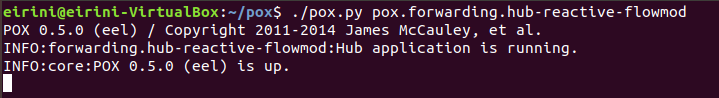 eirini@eirini-VirtualBox:~/pox$ ./pox.py pox.forwarding.hub-reactive-flowmod
POX 0.5.0 (eel) / Copyright 2011-2014 James McCauley, et al.
INFO:forwarding.hub-reactive-flowmod:Hub application is running.
INFO:core:POX 0.5.0 (eel) is up.